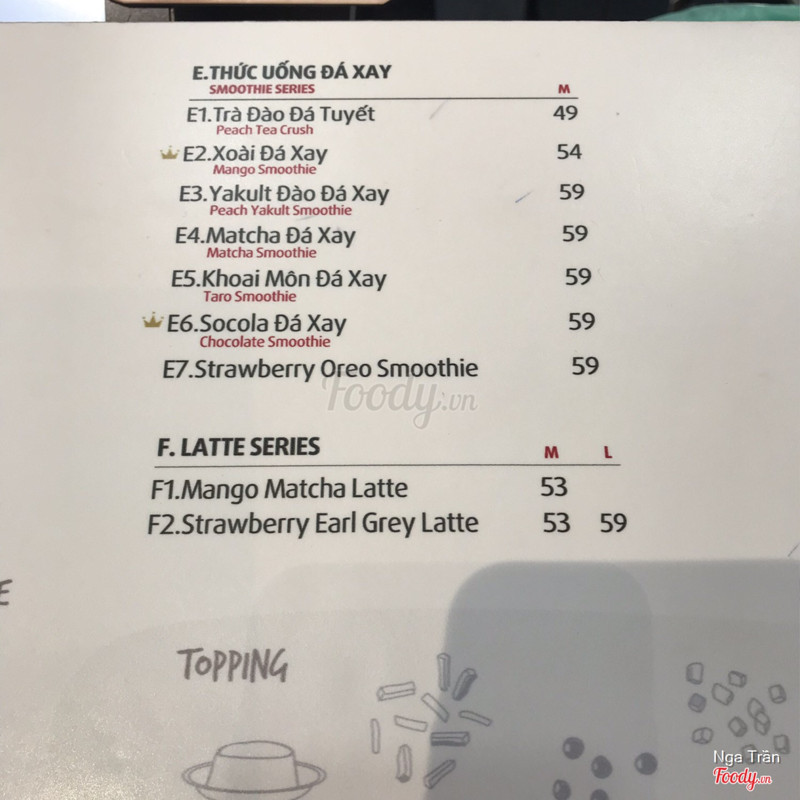 E.THỨC UỐNG ĐÁ XAY
SMOOTHIE SERIES M
E1.Trà Đào Đá Tuyết 49
Peach Tea Crush
E2.Xoài Đá Xay 54
Mango Smoothie
E3.Yakult Đào Đá Xay 59
Peach Yakult Smoothie
E4.Matcha Đá Xay 59
Matcha Smoothie
E5.Khoai Môn Đá Xay 59
Taro Smoothie
E6.Socola Đá Xay 59
Chocolate Smoothie
E7.Strawberry Oreo Smoothie 59
Foody.vn
F. LATTE SERIES M L
F1.Mango Matcha Latte 53
F2.Strawberry Earl Grey Latte 53 59
E
TOPPING
Nga Trần
Foody.vn